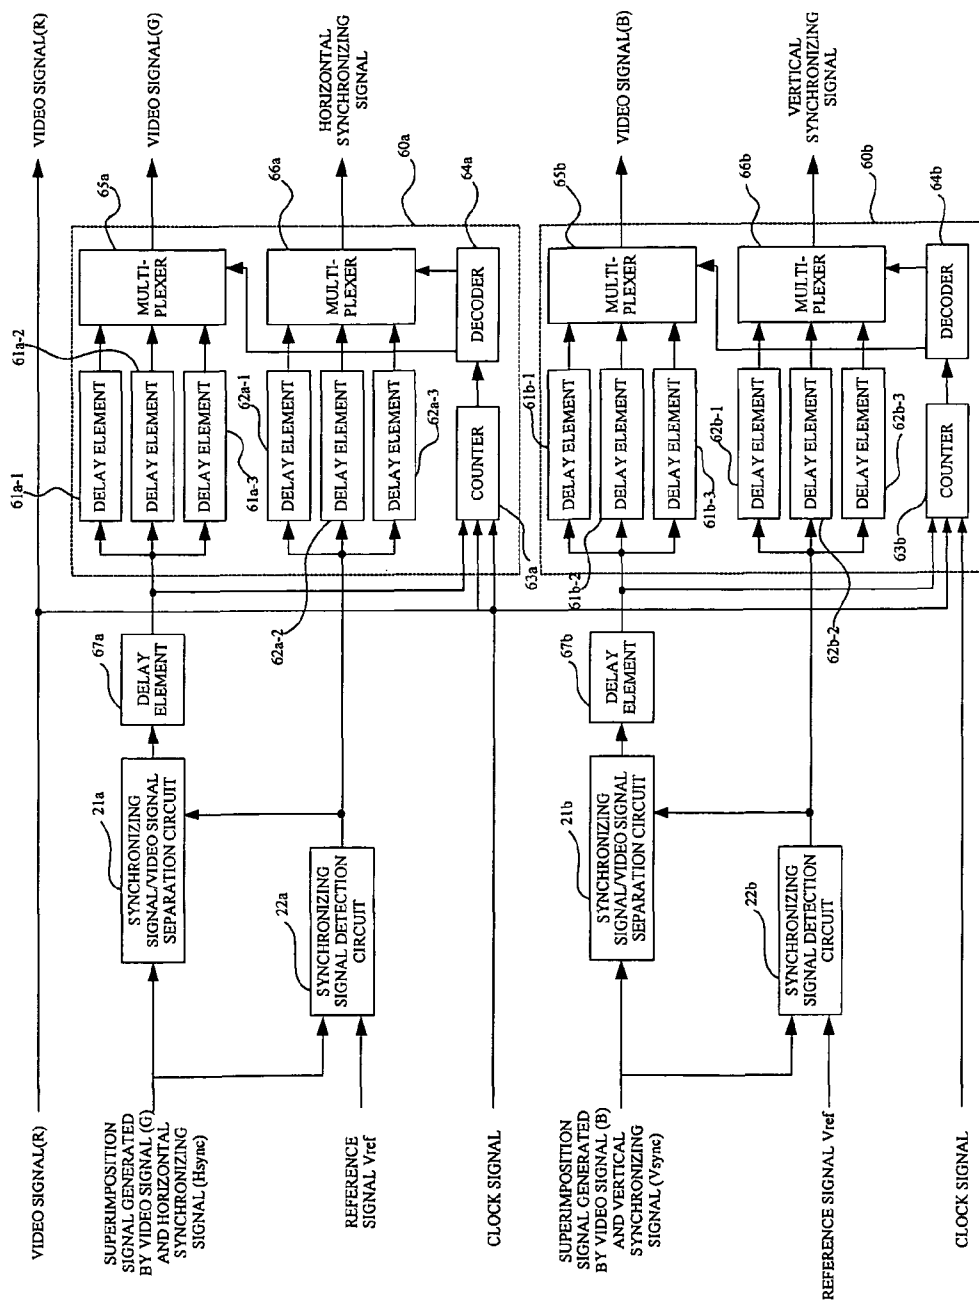 VIDEO SIGNAL(R)
VIDEO SIGNAL(R)
SUPERIMPOSITION
SIGNAL GENERATED
BY VIDEO SIGNAL (G)
AND HORIZONTAL
SYNCHRONIZING
SIGNAL (Hsync)
REFERENCE
SIGNAL Vref
CLOCK SIGNAL
21a
SYNCHRONIZING
SIGNAL/VIDEO SIGNAL
SEPARATION CIRCUIT
22a
SYNCHRONIZING
SIGNAL DETECTION
CIRCUIT
67a
DELAY
ELEMENT
61a-1
DELAY ELEMENT
61a-2
DELAY ELEMENT
DELAY ELEMENT
61a-3
62a-1
DELAY ELEMENT
DELAY ELEMENT
62a-2
DELAY ELEMENT
62a-3
COUNTER
63a
65a
MULTI-
PLEXER
66a
MULTI-
PLEXER
64a
DECODER
60a
VIDEO SIGNAL(G)
HORIZONTAL
SYNCHRONIZING
SIGNAL
SUPERIMPOSITION
SIGNAL GENERATED
BY VIDEO SIGNAL (B)
AND VERTICAL
SYNCHRONIZING
SIGNAL (Vsync)
REFERENCE SIGNAL Vref
CLOCK SIGNAL
21b
SYNCHRONIZING
SIGNAL/VIDEO SIGNAL
SEPARATION CIRCUIT
22b
SYNCHRONIZING
SIGNAL DETECTION
CIRCUIT
67b
DELAY
ELEMENT
61b-1
DELAY ELEMENT
61b-2
DELAY ELEMENT
DELAY ELEMENT
61b-3
62b-1
DELAY ELEMENT
DELAY ELEMENT
62b-2
DELAY ELEMENT
62b-3
COUNTER
63b
65b
MULTI-
PLEXER
66b
MULTI-
PLEXER
64b
DECODER
60b
VIDEO SIGNAL(B)
VERTICAL
SYNCHRONIZING
SIGNAL